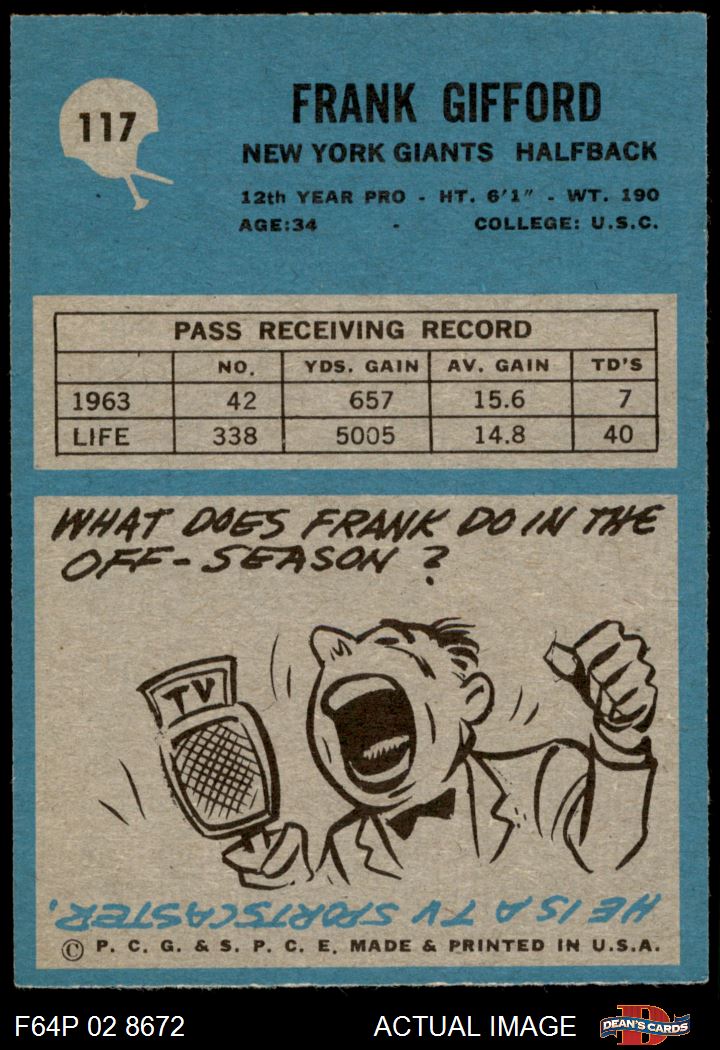 117
FRANK GIFFORD
NEW YORK GIANTS HALFBACK
12th YEAR PRO - HT. 6'1" - WT. 190
AGE:34 - COLLEGE: U.S.C.
PASS RECEIVING RECORD
NO. YDS. GAIN AV. GAIN TD'S
1963 42 657 15.6 7
LIFE 338 5005 14.8 40
WHAT DOES FRANK DO IN THE
OFF-SEASON?
TV
HE IS A TV SPORTSCASTER.
© P. C. G. & S. P. C. E. MADE & PRINTED IN U.S.A.
F64P 02 8672 ACTUAL IMAGE
D
DEAN'S CARDS